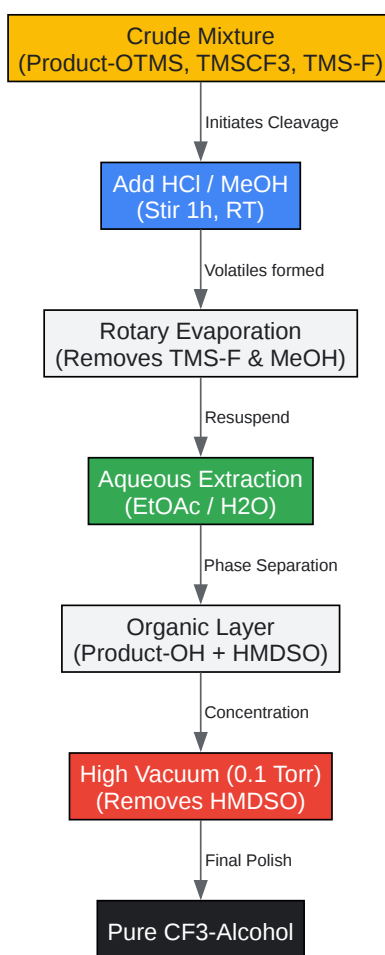 Crude Mixture
(Product-OTMS, TMSCF3, TMS-F)
Initiates Cleavage
Add HCl / MeOH
(Stir 1h, RT)
Volatiles formed
Rotary Evaporation
(Removes TMS-F & MeOH)
Resuspend
Aqueous Extraction
(EtOAc / H2O)
Phase Separation
Organic Layer
(Product-OH + HMDSO)
Concentration
High Vacuum (0.1 Torr)
(Removes HMDSO)
Final Polish
Pure CF3-Alcohol